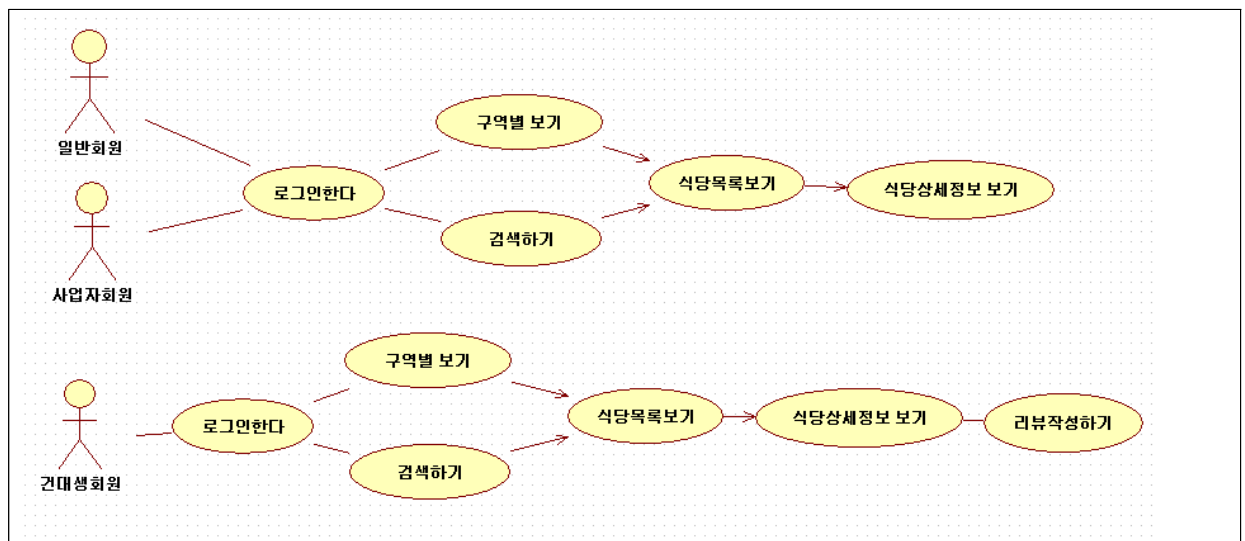 일반회원
구역별 보기
로그인한다
식당목록보기
식당상세정보 보기
검색하기
사업자회원
구역별 보기
로그인한다
식당목록보기
식당상세정보 보기
리뷰작성하기
검색하기
건대생회원